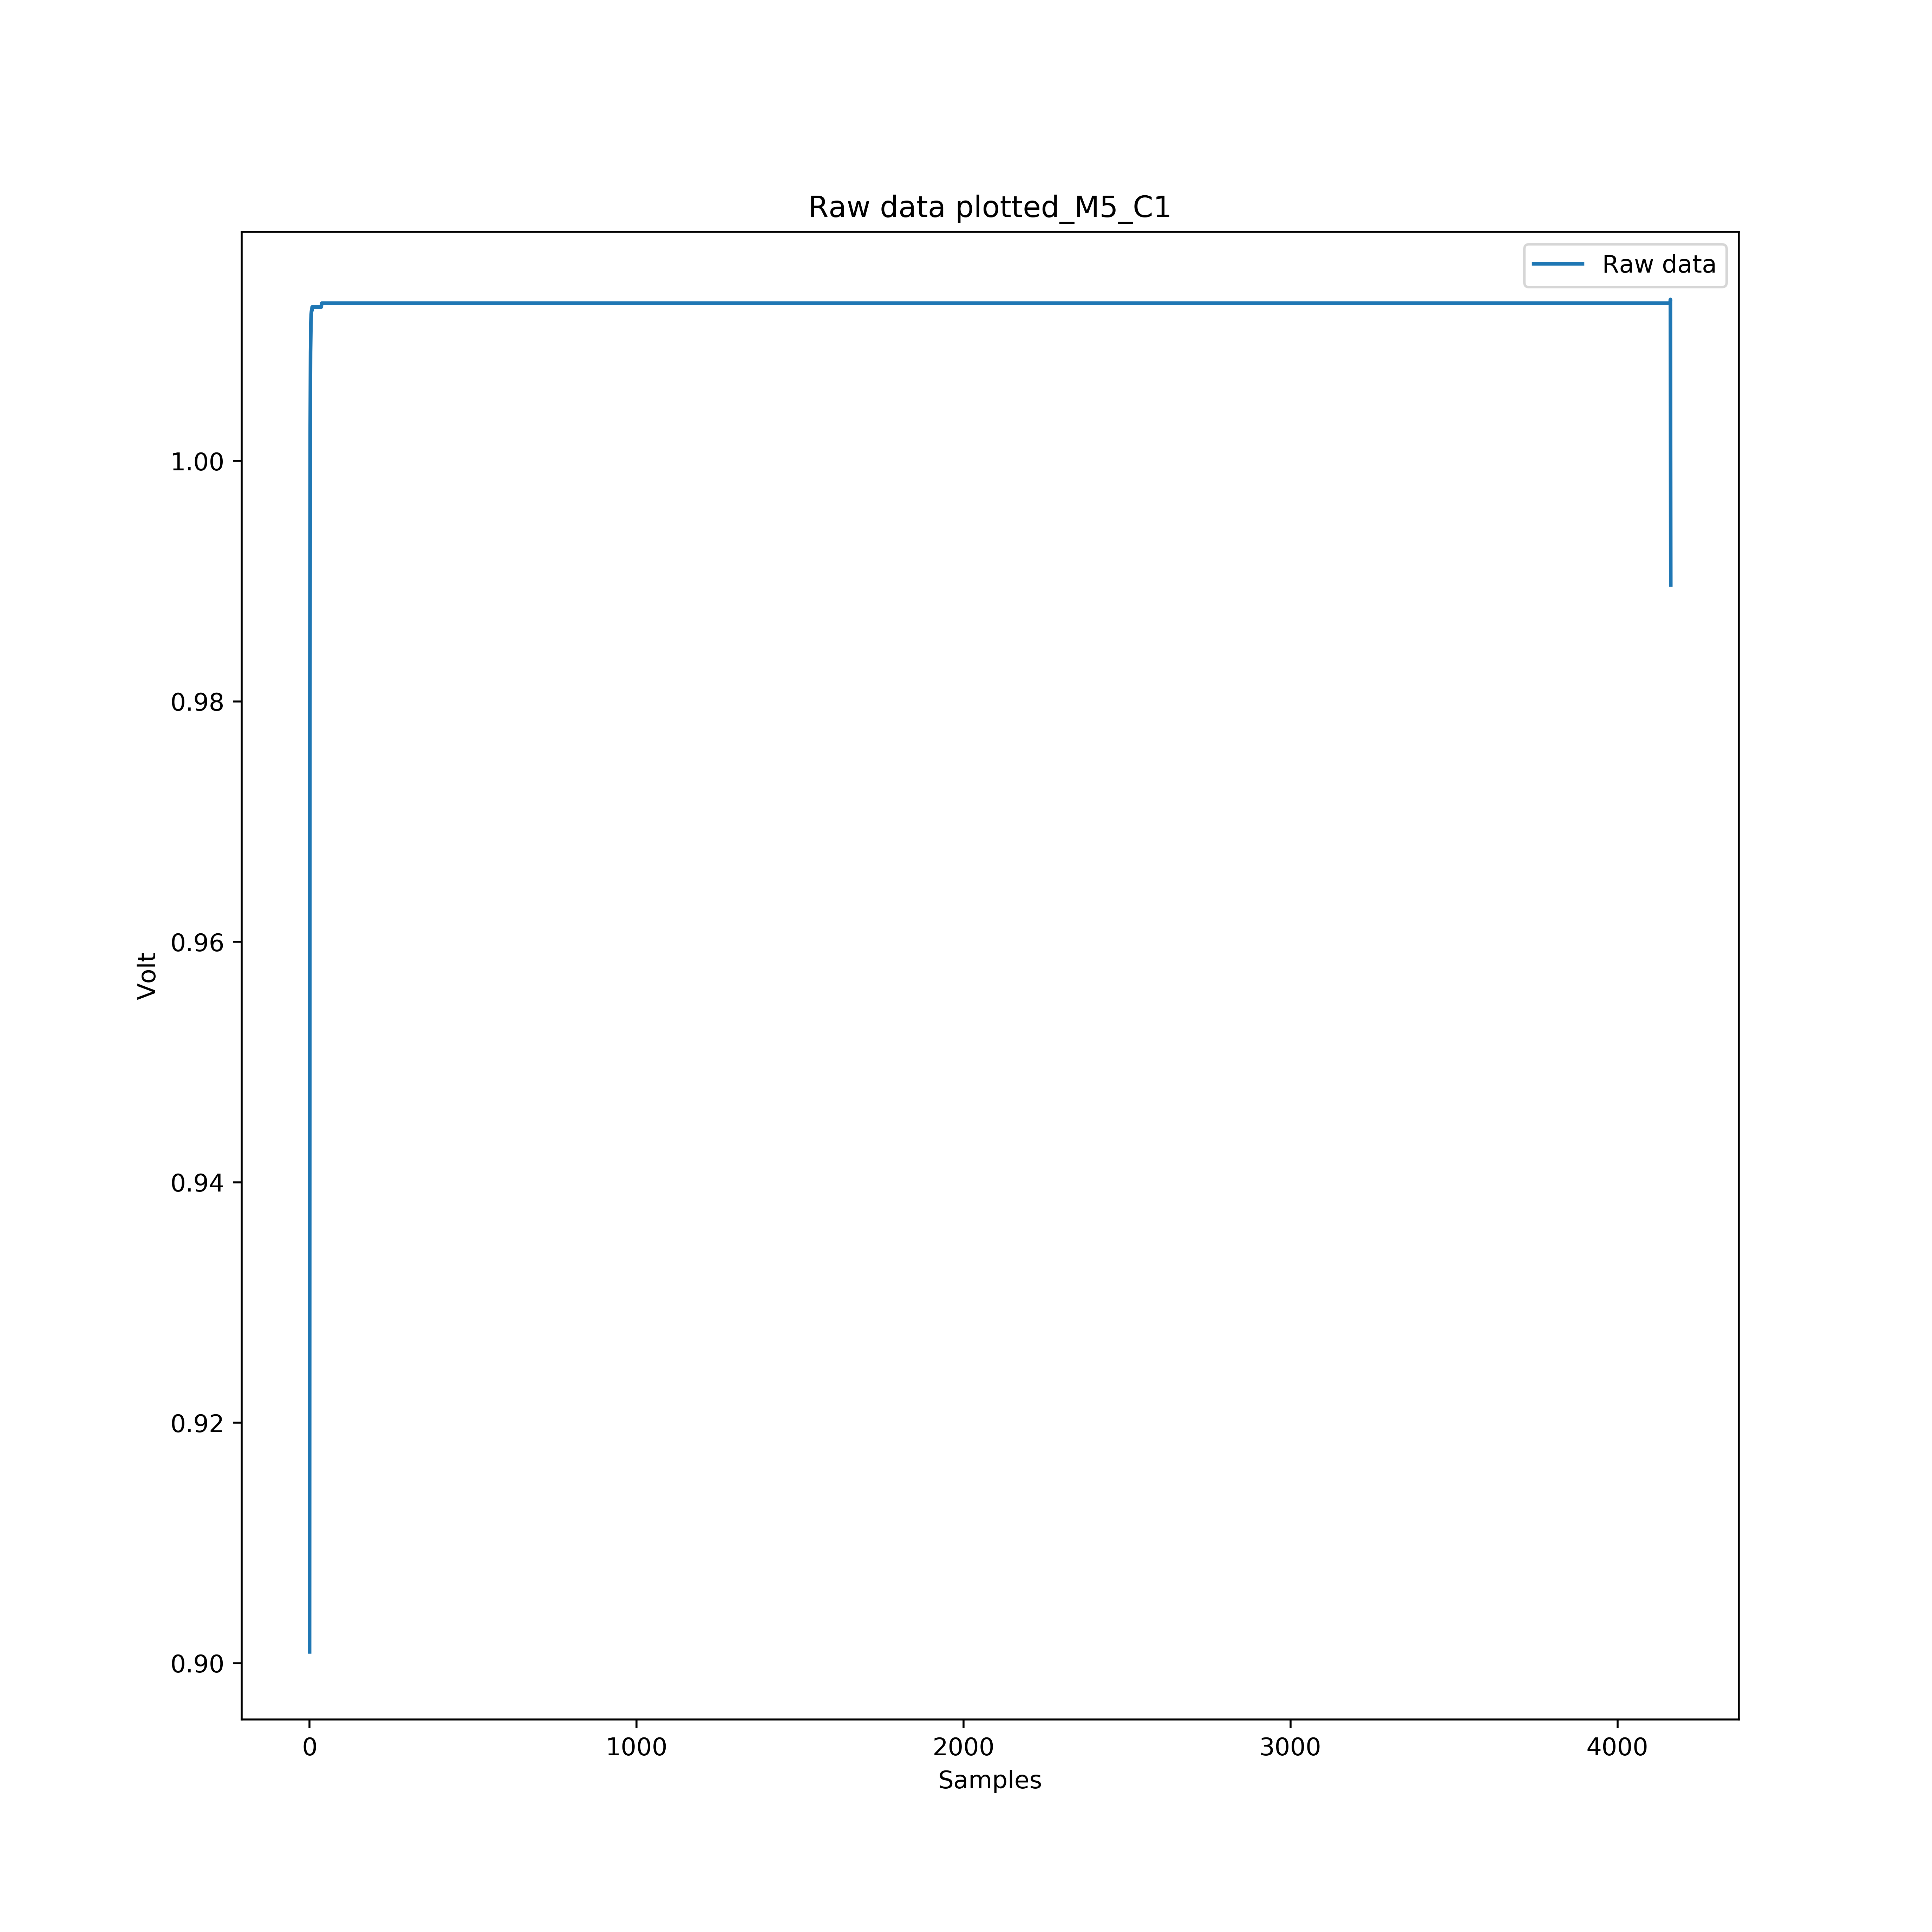 Raw data plotted_M5_C1
Raw data
1.00
0.98
0.96
0.94
0.92
0.90
Volt
0 1000 2000 3000 4000
Samples